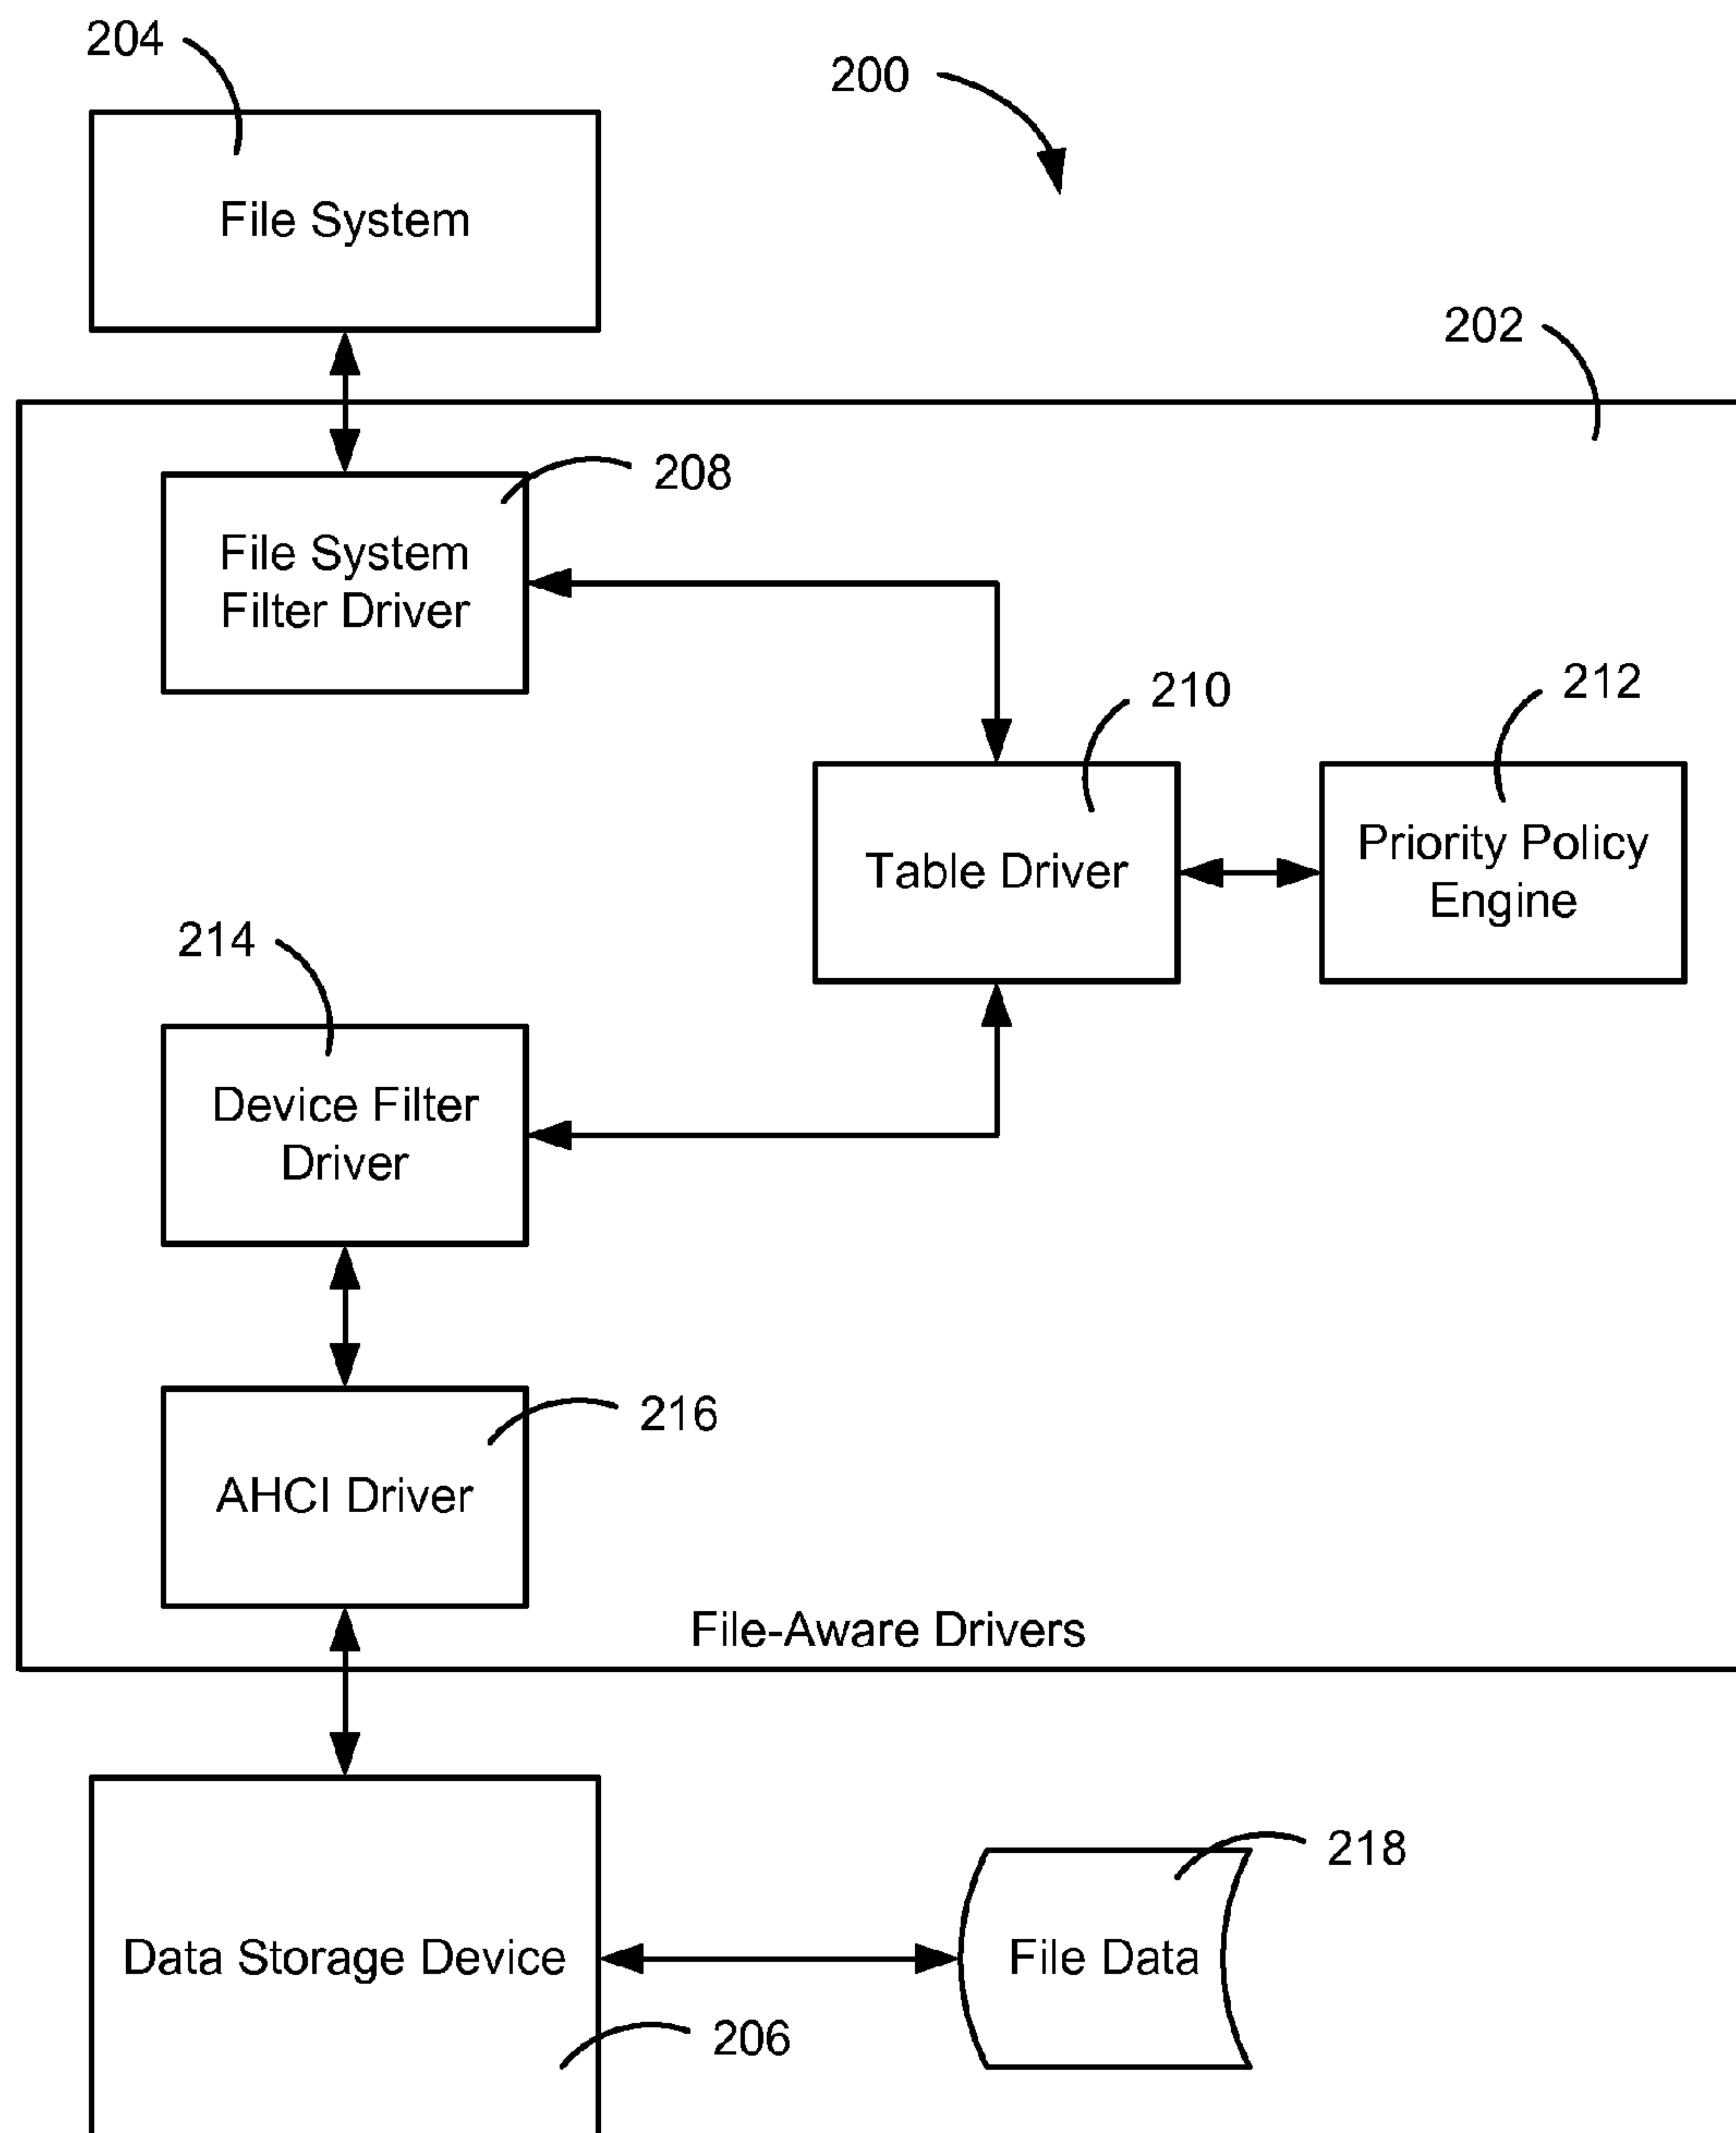 204
200
File System
202
208
File System
Filter Driver
210
212
Table Driver
Priority Policy
Engine
214
Device Filter
Driver
216
AHCI Driver
File-Aware Drivers
218
Data Storage Device
File Data
206